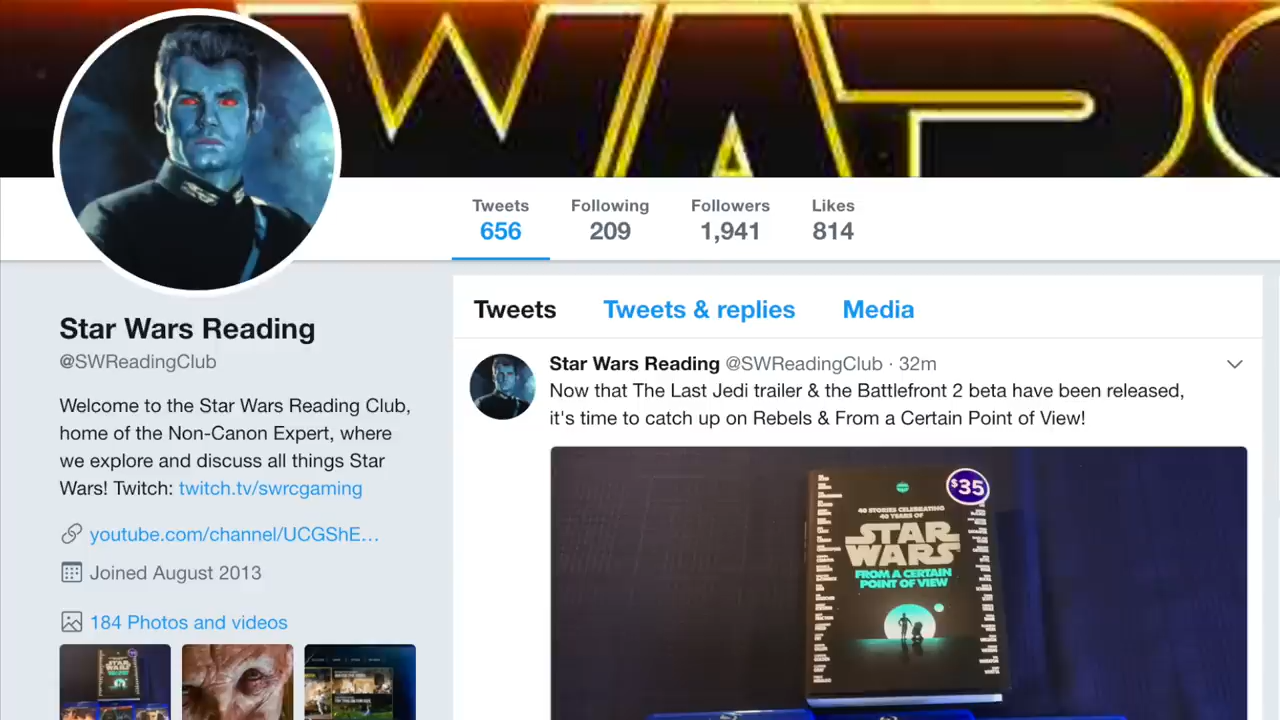 WARS
Tweets Following Followers Likes
656 209 1,941 814
Star Wars Reading
@SWReadingClub
Welcome to the Star Wars Reading Club,
home of the Non-Canon Expert, where
we explore and discuss all things Star
Wars! Twitch: twitch.tv/swrcgaming
youtube.com/channel/UCGShE…
Joined August 2013
184 Photos and videos
Tweets Tweets & replies Media
Star Wars Reading @SWReadingClub · 32m
Now that The Last Jedi trailer & the Battlefront 2 beta have been released,
it's time to catch up on Rebels & From a Certain Point of View!
$35
40 STORIES CELEBRATING
40 YEARS OF
STAR
WARS
FROM A CERTAIN
POINT OF VIEW